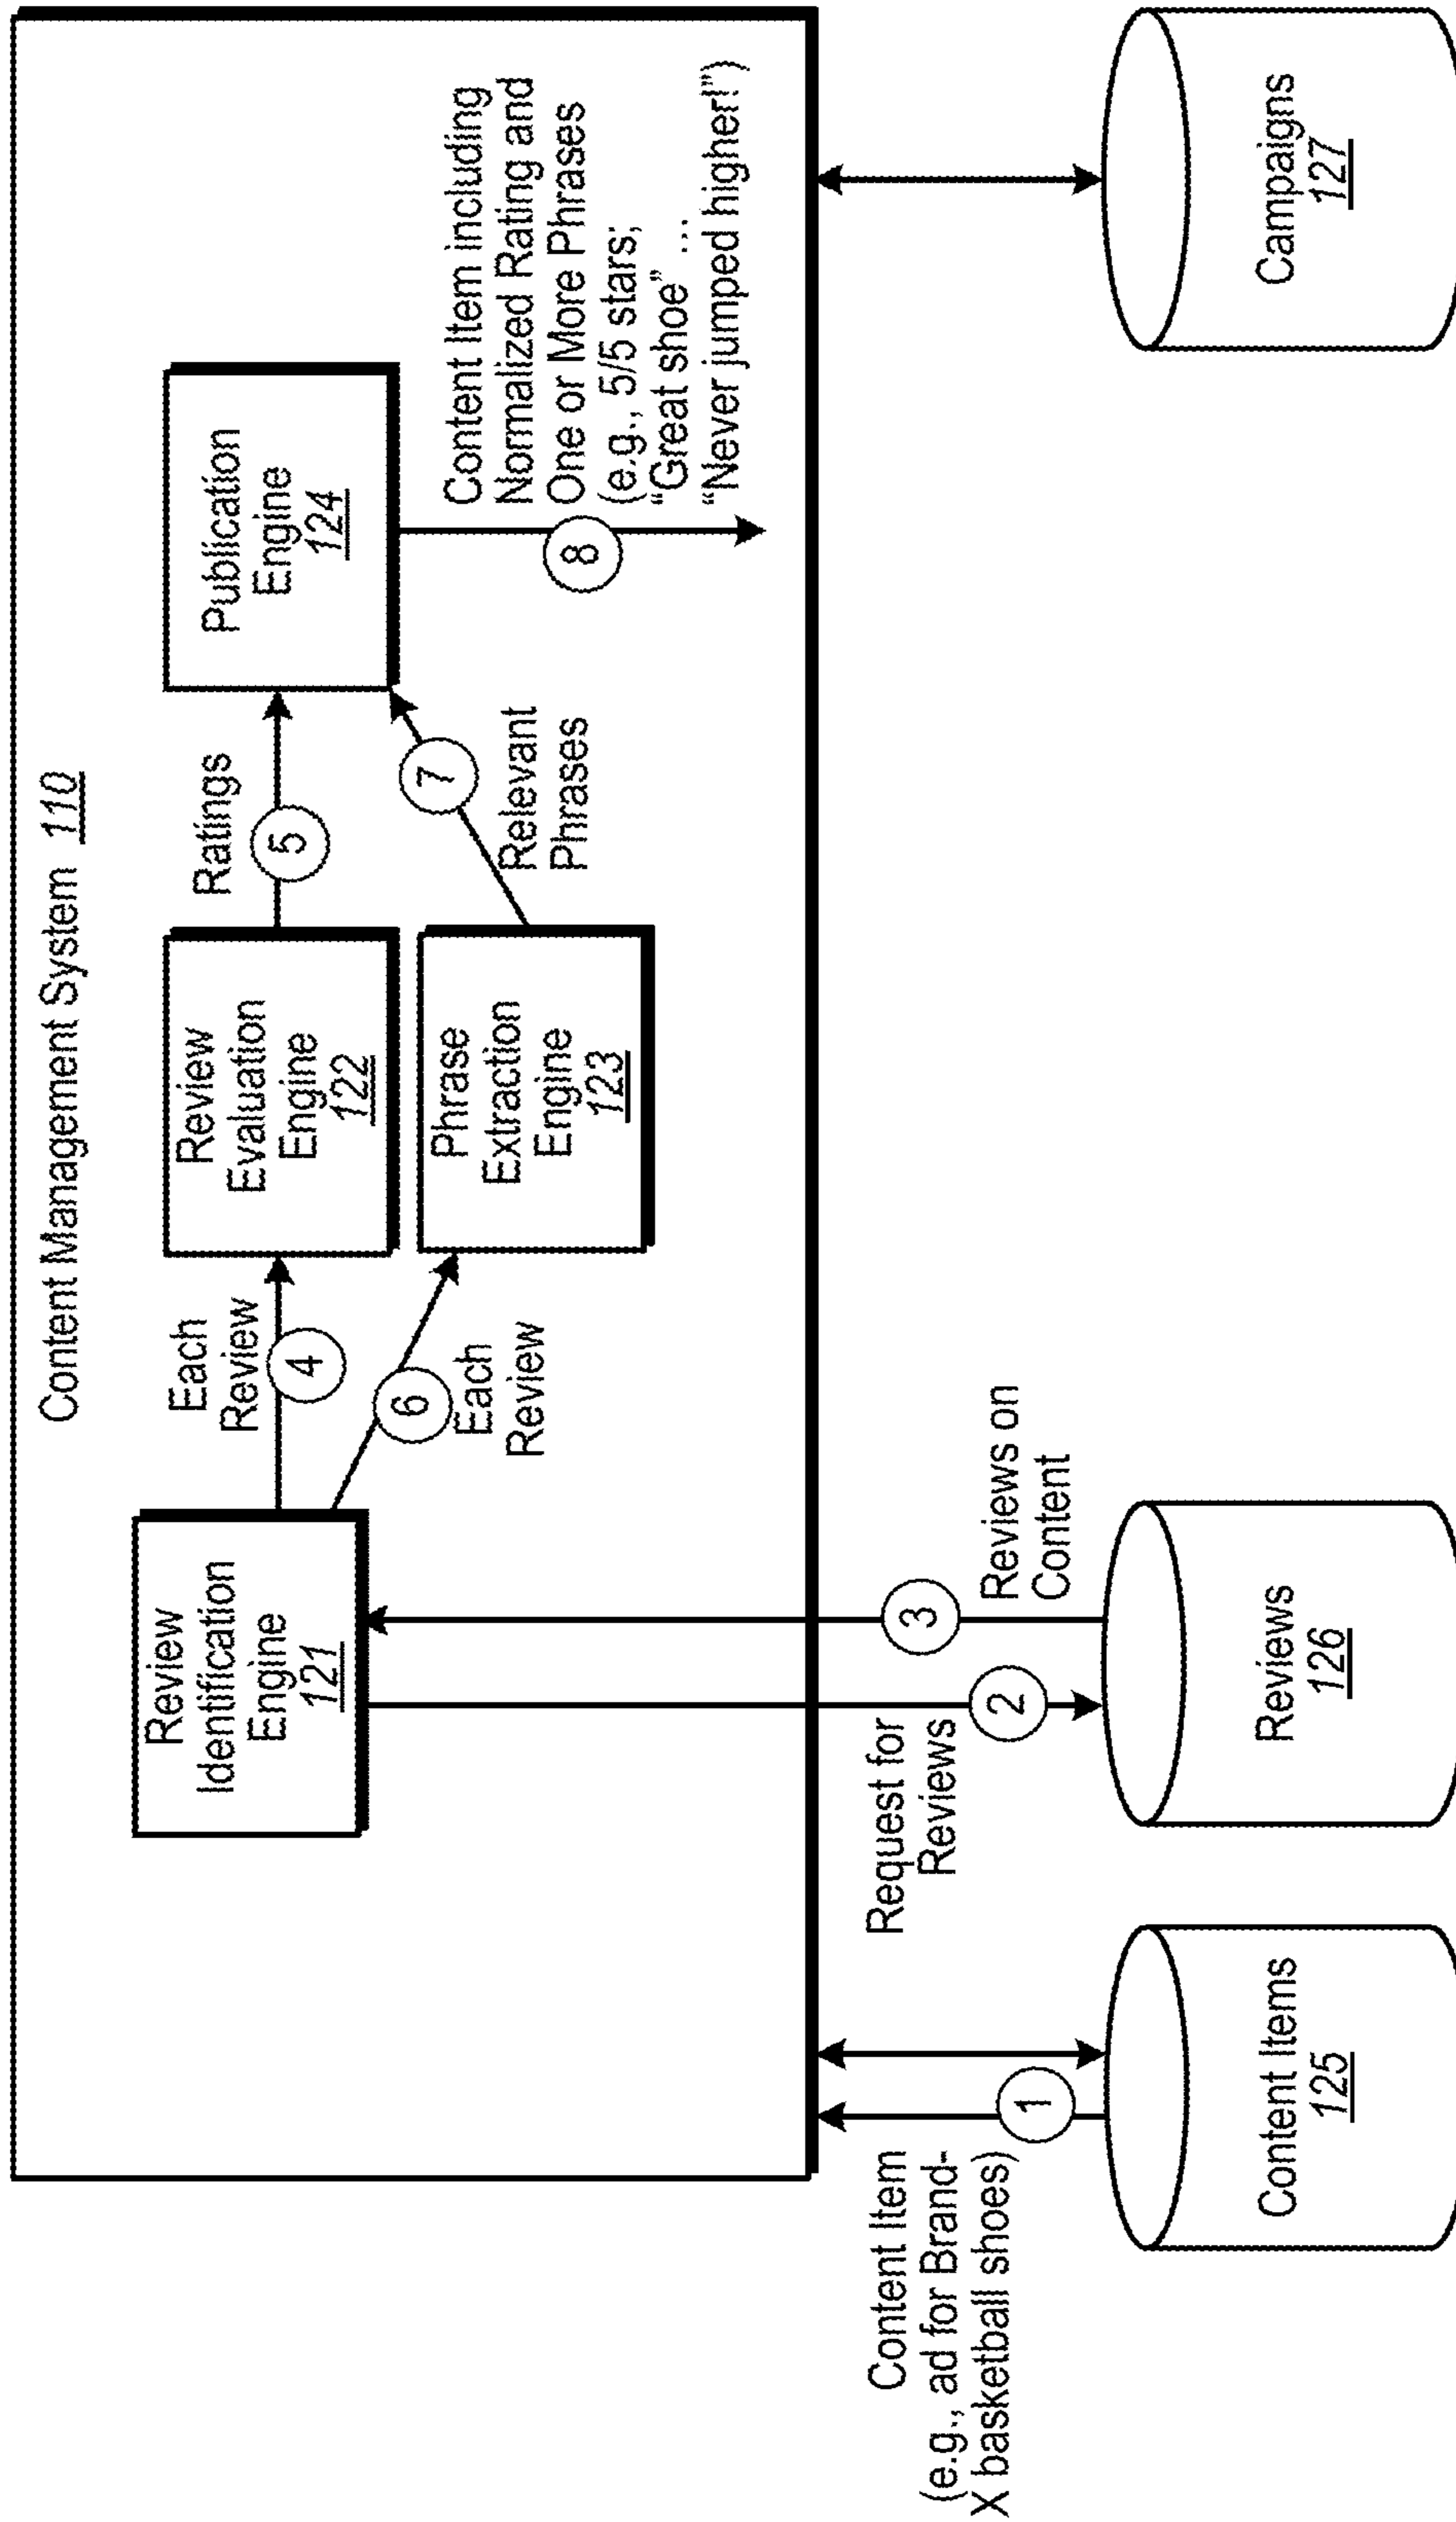 Content Management System 110
Review
Identification
Engine
121
Each
Review
4
6
Each
Review
Review
Evaluation
Engine
122
Phrase
Extraction
Engine
123
Ratings
5
7
Relevant
Phrases
Publication
Engine
124
8
Content Item including
Normalized Rating and
One or More Phrases
(e.g., 5/5 stars;
“Great shoe” ...
“Never jumped higher!”)
Content Item
(e.g., ad for Brand-
X basketball shoes)
1
Request for
Reviews
2
3
Reviews on
Content
Content Items
125
Reviews
126
Campaigns
127